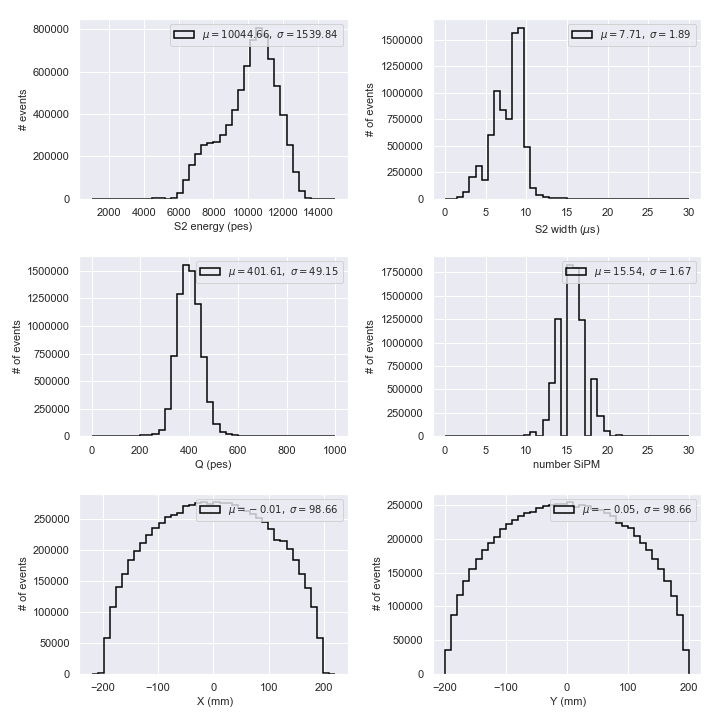 μ = 10044.66, σ = 1539.84
800000
600000
400000
200000
0
# events
2000 4000 6000 8000 10000 12000 14000
S2 energy (pes)
μ = 7.71, σ = 1.89
1500000
1250000
1000000
750000
500000
250000
0
# of events
0 5 10 15 20 25 30
S2 width (μs)
μ = 401.61, σ = 49.15
1500000
1250000
1000000
750000
500000
250000
0
# of events
0 200 400 600 800 1000
Q (pes)
μ = 15.54, σ = 1.67
1750000
1500000
1250000
1000000
750000
500000
250000
0
# of events
0 5 10 15 20 25 30
number SiPM
μ = −0.01, σ = 98.66
250000
200000
150000
100000
50000
0
# of events
−200 −100 0 100 200
X (mm)
μ = −0.05, σ = 98.66
250000
200000
150000
100000
50000
0
# of events
−200 −100 0 100 200
Y (mm)